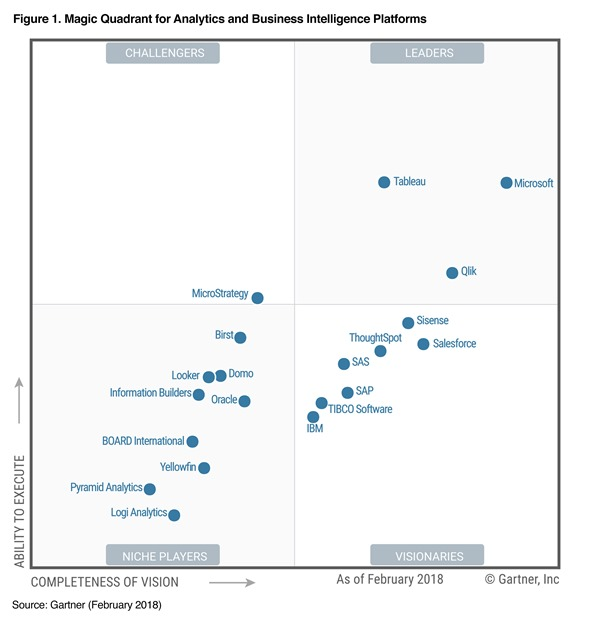 Figure 1. Magic Quadrant for Analytics and Business Intelligence Platforms
CHALLENGERS
LEADERS
Tableau
Microsoft
Qlik
MicroStrategy
Sisense
Birst
ThoughtSpot
Salesforce
SAS
Looker
Domo
Information Builders
Oracle
SAP
TIBCO Software
IBM
BOARD International
Yellowfin
Pyramid Analytics
Logi Analytics
ABILITY TO EXECUTE
NICHE PLAYERS
VISIONARIES
COMPLETENESS OF VISION
As of February 2018
© Gartner, Inc
Source: Gartner (February 2018)